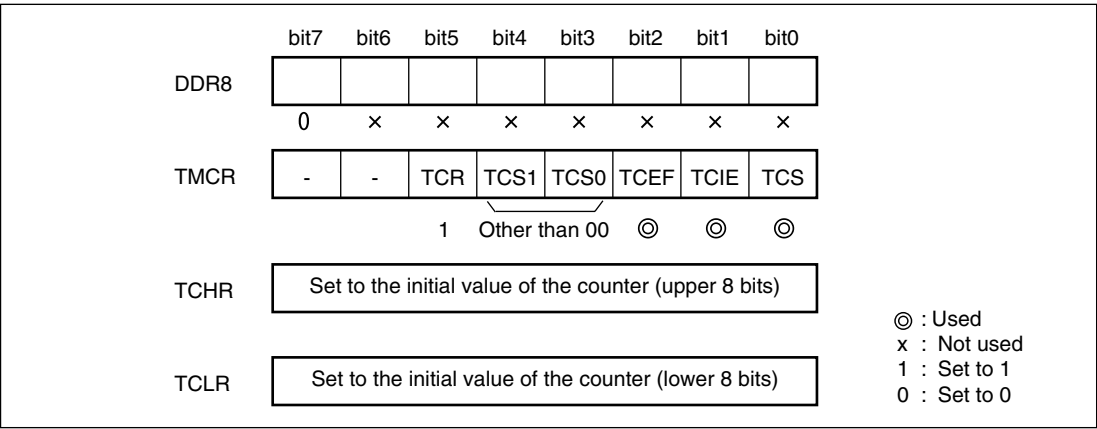 bit7 bit6 bit5 bit4 bit3 bit2 bit1 bit0
DDR8
0 × × × × × × ×
TMCR - - TCR TCS1 TCS0 TCEF TCIE TCS
1 Other than 00 ◎ ◎ ◎
TCHR Set to the initial value of the counter (upper 8 bits)
TCLR Set to the initial value of the counter (lower 8 bits)
◎ : Used
x : Not used
1 : Set to 1
0 : Set to 0